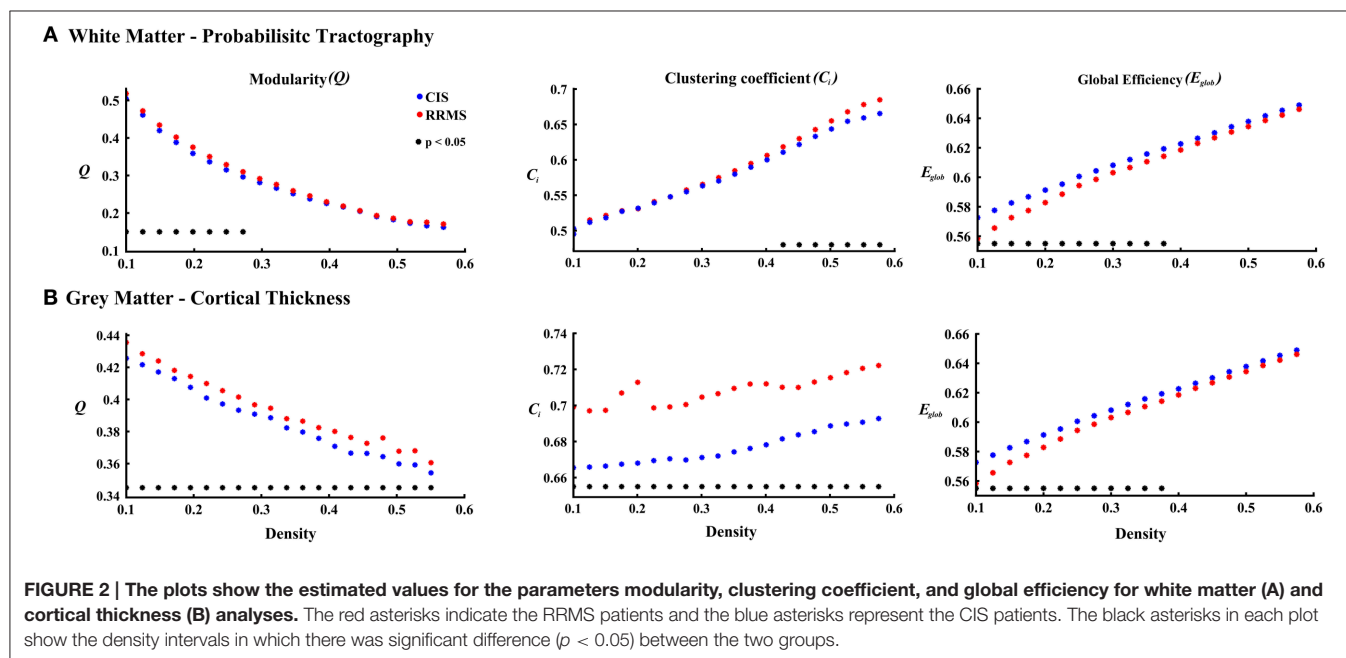 A White Matter - Probabilisitc Tractography
Modularity(Q)
Q
0.5
0.4
0.3
0.2
0.1
0.1 0.2 0.3 0.4 0.5 0.6
CIS
RRMS
p < 0.05
Clustering coefficient (Ci)
Ci
0.7
0.65
0.6
0.55
0.5
0.1 0.2 0.3 0.4 0.5 0.6
Global Efficiency (Eglob)
Eglob
0.66
0.64
0.62
0.6
0.58
0.56
0.1 0.2 0.3 0.4 0.5 0.6
B Grey Matter - Cortical Thickness
Q
0.44
0.42
0.4
0.38
0.36
0.34
0.1 0.2 0.3 0.4 0.5 0.6
Density
Ci
0.74
0.72
0.7
0.68
0.66
0.1 0.2 0.3 0.4 0.5 0.6
Density
Eglob
0.66
0.64
0.62
0.6
0.58
0.56
0.1 0.2 0.3 0.4 0.5 0.6
Density
FIGURE 2 | The plots show the estimated values for the parameters modularity, clustering coefficient, and global efficiency for white matter (A) and
cortical thickness (B) analyses. The red asterisks indicate the RRMS patients and the blue asterisks represent the CIS patients. The black asterisks in each plot
show the density intervals in which there was significant difference (p < 0.05) between the two groups.